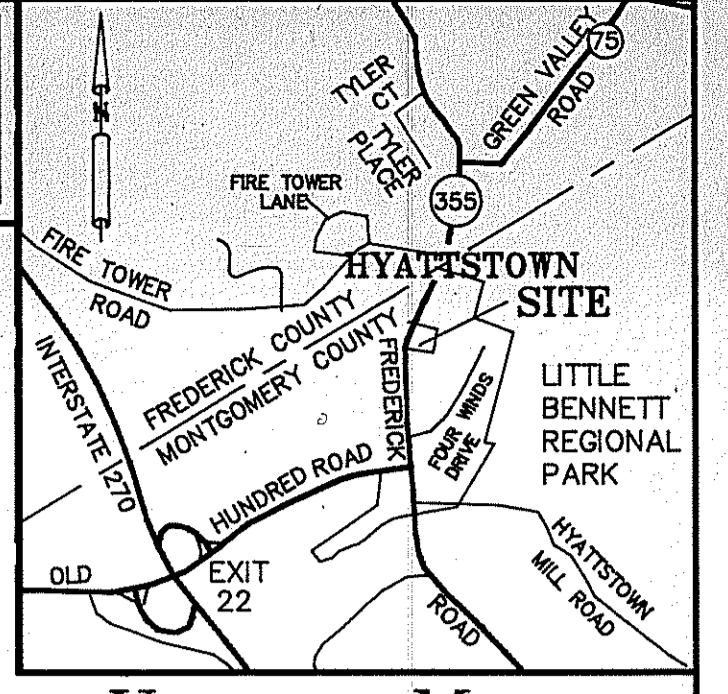 N
TYLER
CT
TYLER
PLACE
GREEN VALLEY
ROAD
75
355
FIRE TOWER
LANE
FIRE TOWER
ROAD
HYATTSTOWN
SITE
FREDERICK COUNTY
MONTGOMERY COUNTY
INTERSTATE 270
FREDERICK
ROAD
FOUR WINDS
DRIVE
LITTLE
BENNETT
REGIONAL
PARK
OLD
HUNDRED ROAD
EXIT
22
HYATTSTOWN
MILL ROAD